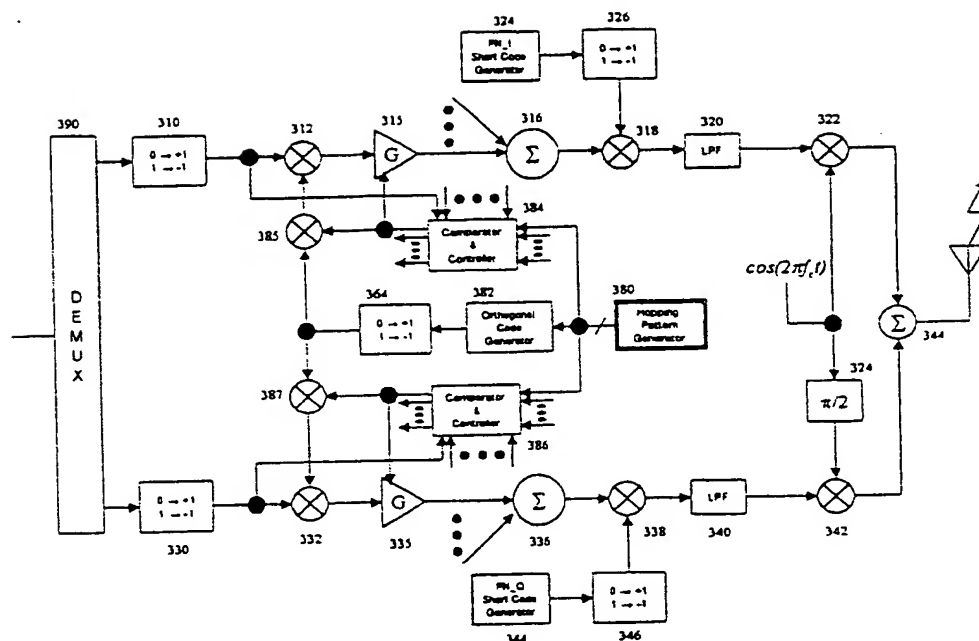 324
326
PN_I
Short Code
Generator
0 → +1
1 → -1
390
310
312
315
316
318
320
322
0 → +1
1 → -1
G
Σ
LPF
384
385
Comparator
&
Controller
cos(2πf_c t)
DEMUX
364
382
380
0 → +1
1 → -1
Orthogonal
Code
Generator
Hopping
Pattern
Generator
Σ
344
324
387
Comparator
&
Controller
π/2
386
0 → +1
1 → -1
G
Σ
LPF
330
332
335
336
338
340
342
PN_Q
Short Code
Generator
0 → +1
1 → -1
344
346